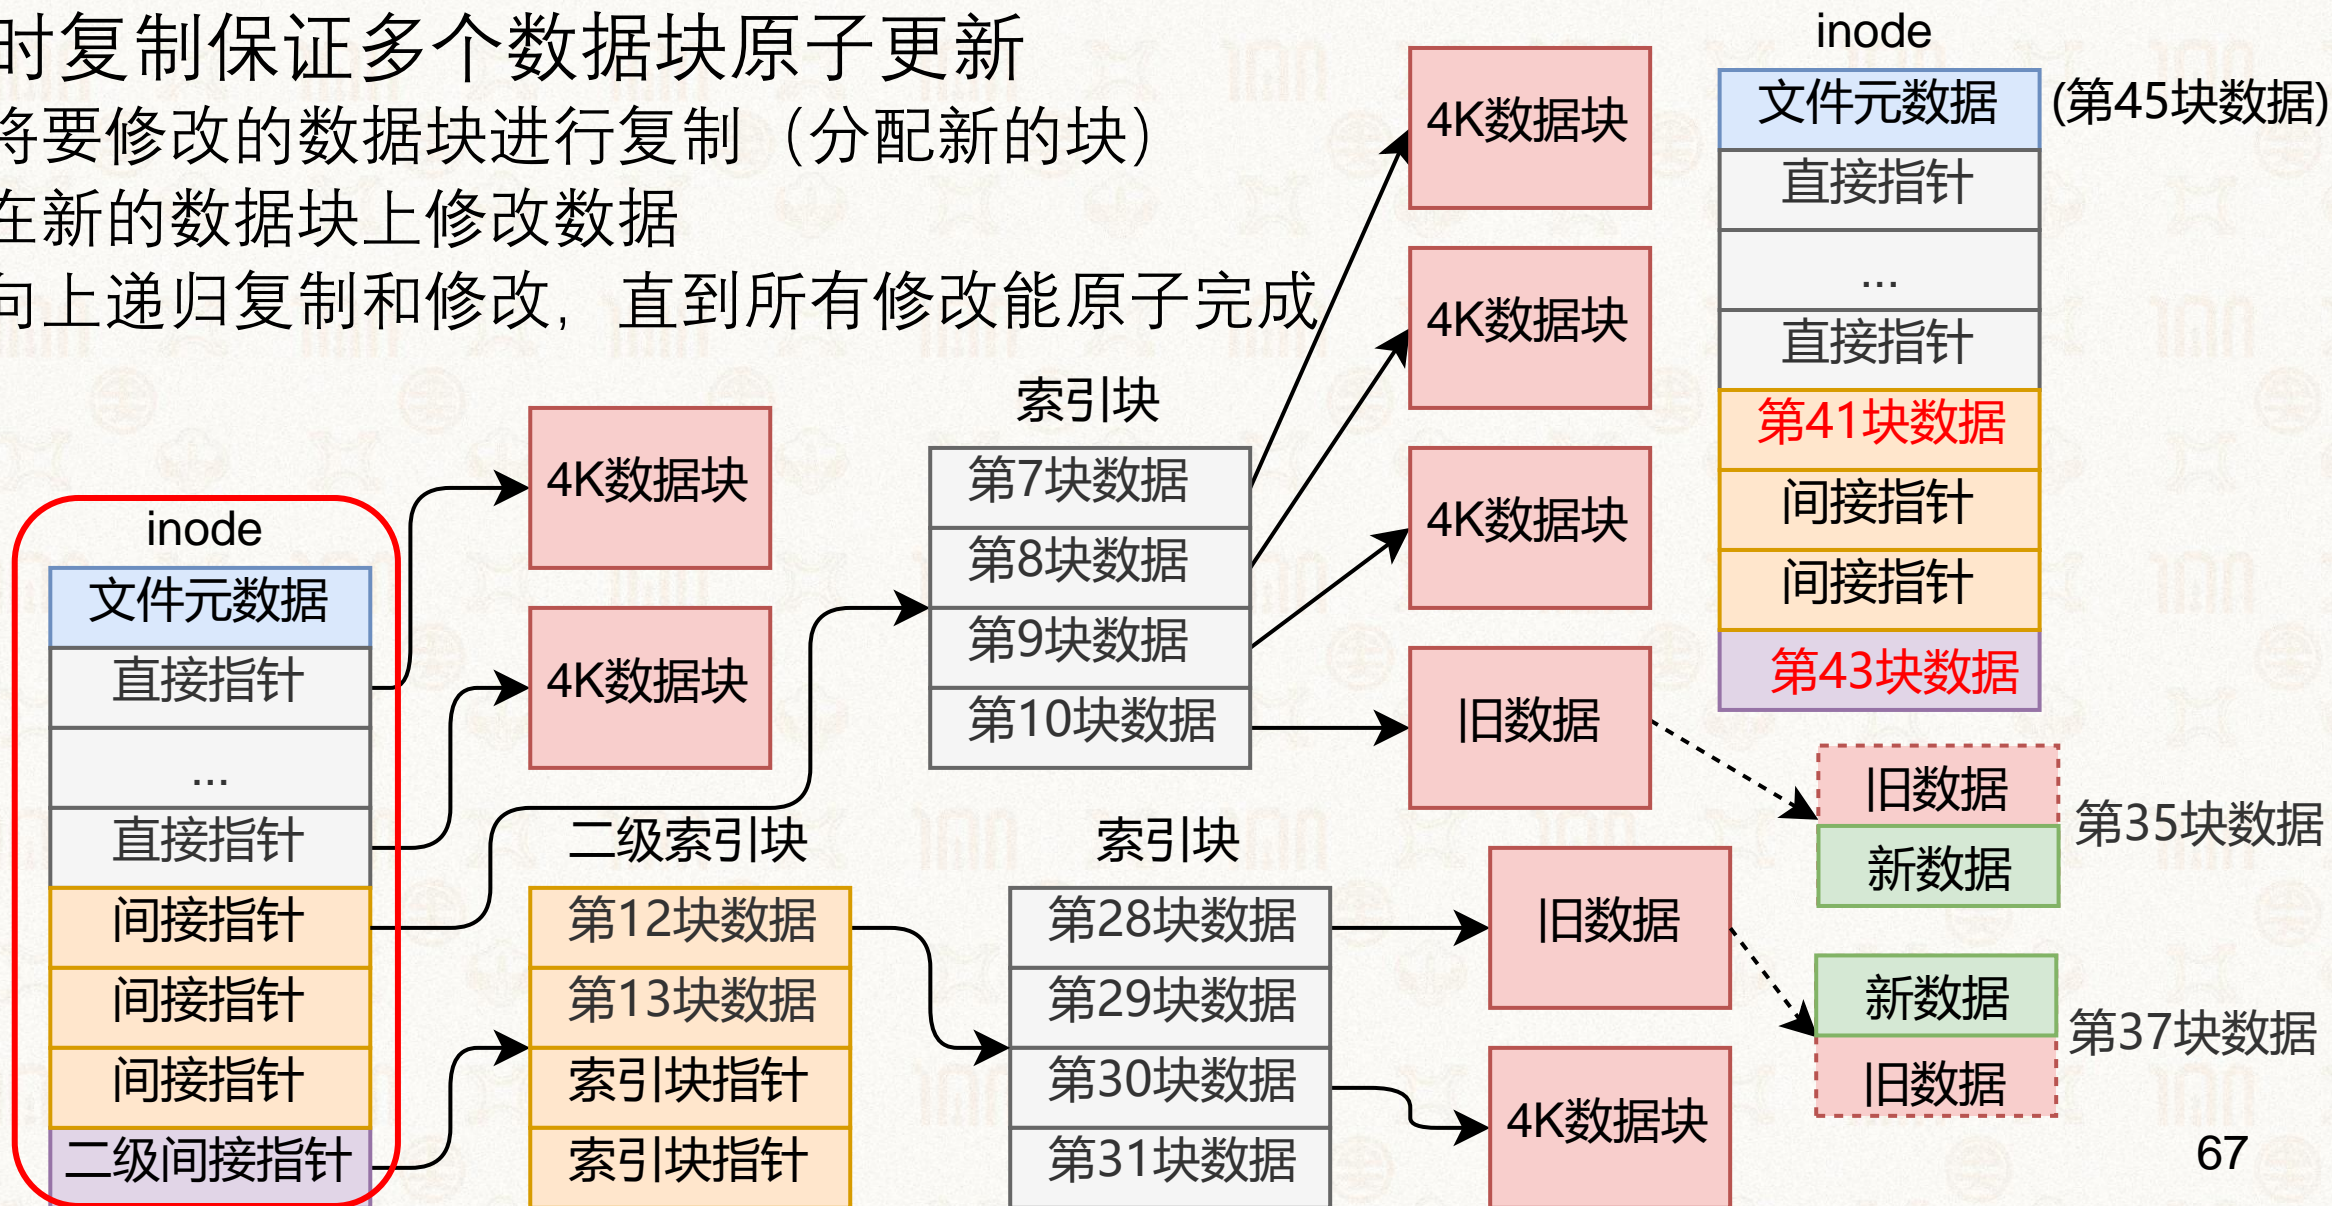 时复制保证多个数据块原子更新
将要修改的数据块进行复制（分配新的块）
在新的数据块上修改数据
向上递归复制和修改，直到所有修改能原子完成
inode
文件元数据
直接指针
...
直接指针
间接指针
间接指针
间接指针
二级间接指针
4K数据块
4K数据块
二级索引块
第12块数据
第13块数据
索引块指针
索引块指针
索引块
第7块数据
第8块数据
第9块数据
第10块数据
索引块
第28块数据
第29块数据
第30块数据
第31块数据
4K数据块
4K数据块
4K数据块
旧数据
旧数据
4K数据块
inode
文件元数据 (第45块数据)
直接指针
...
直接指针
第41块数据
间接指针
间接指针
第43块数据
旧数据
新数据
第35块数据
新数据
旧数据
第37块数据
67